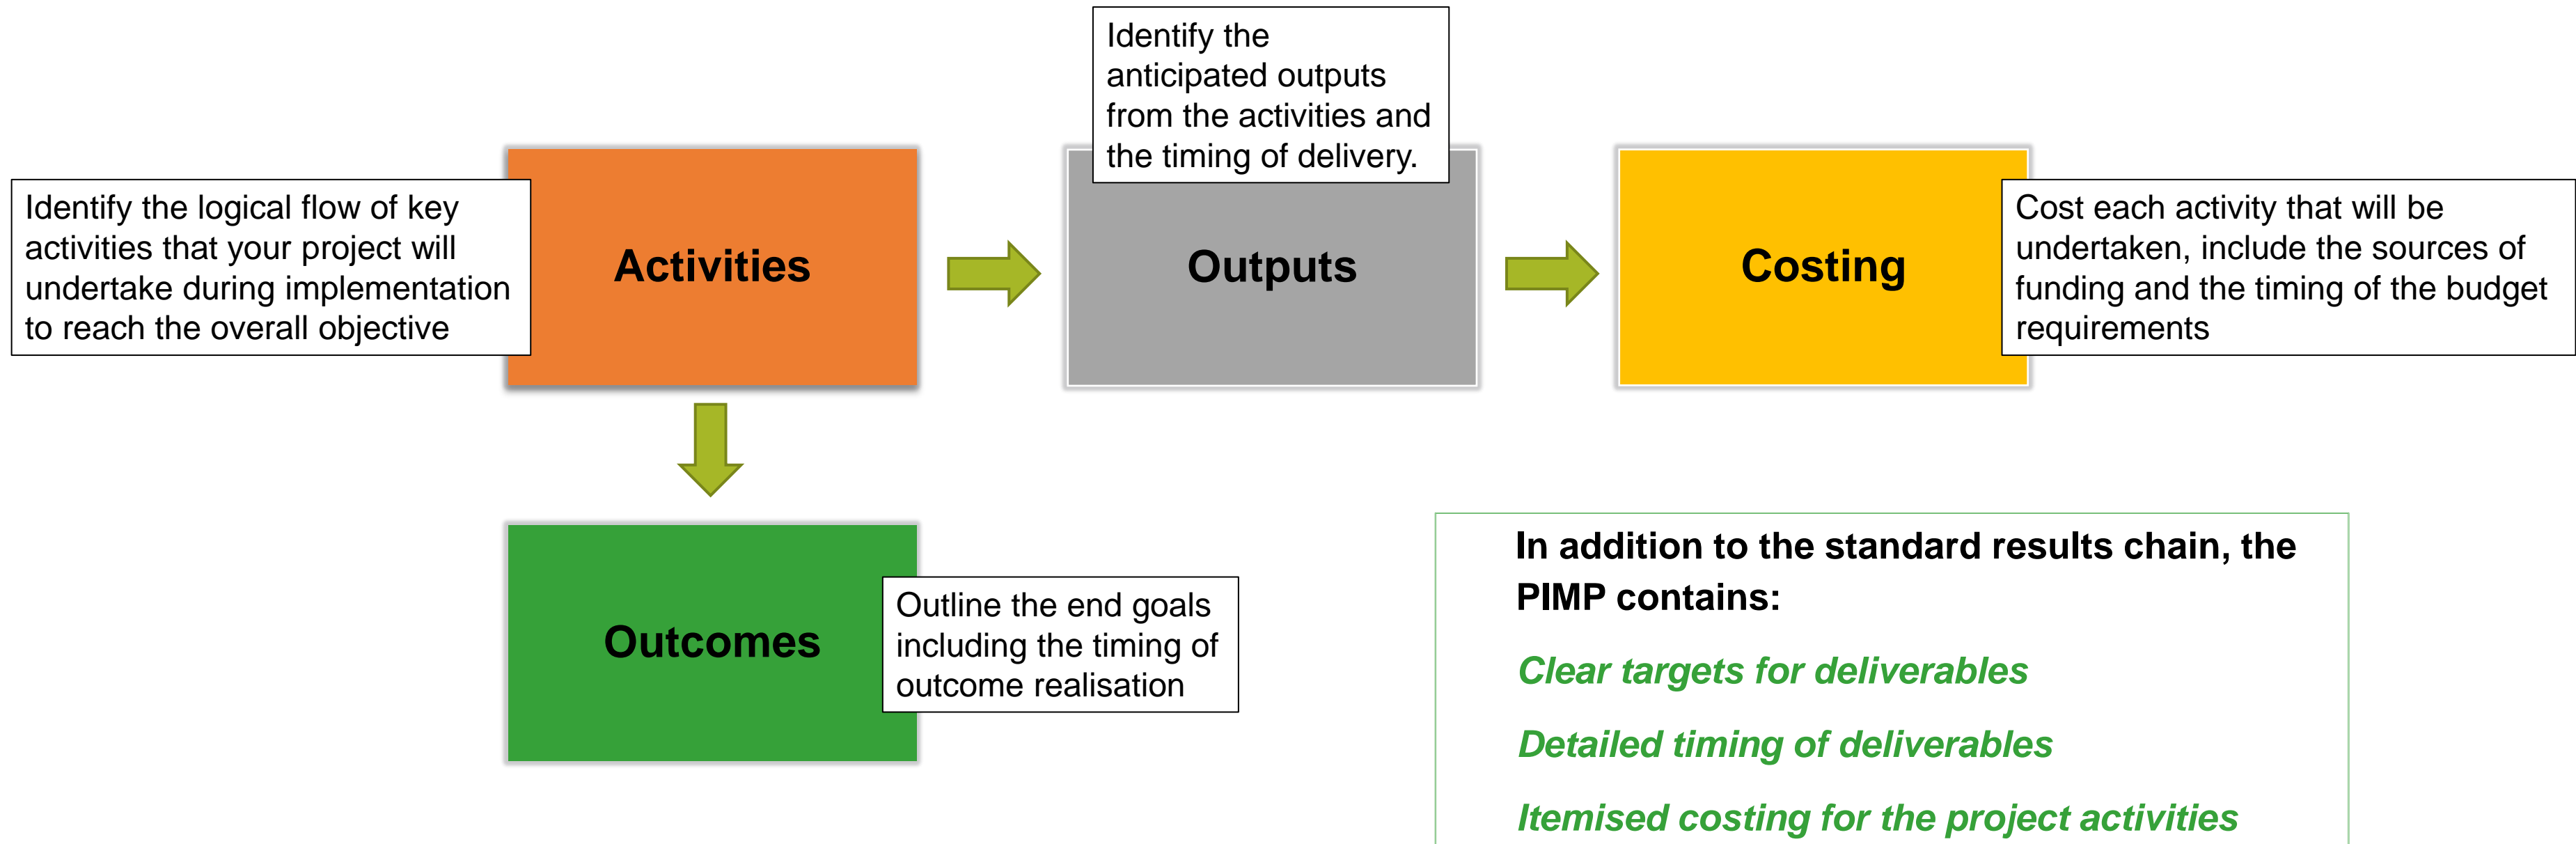 Identify the
anticipated outputs
from the activities and
the timing of delivery.
Identify the logical flow of key
activities that your project will
undertake during implementation
to reach the overall objective
Activities
Outputs
Costing
Cost each activity that will be
undertaken, include the sources of
funding and the timing of the budget
requirements
Outcomes
Outline the end goals
including the timing of
outcome realisation
In addition to the standard results chain, the
PIMP contains:
Clear targets for deliverables
Detailed timing of deliverables
Itemised costing for the project activities